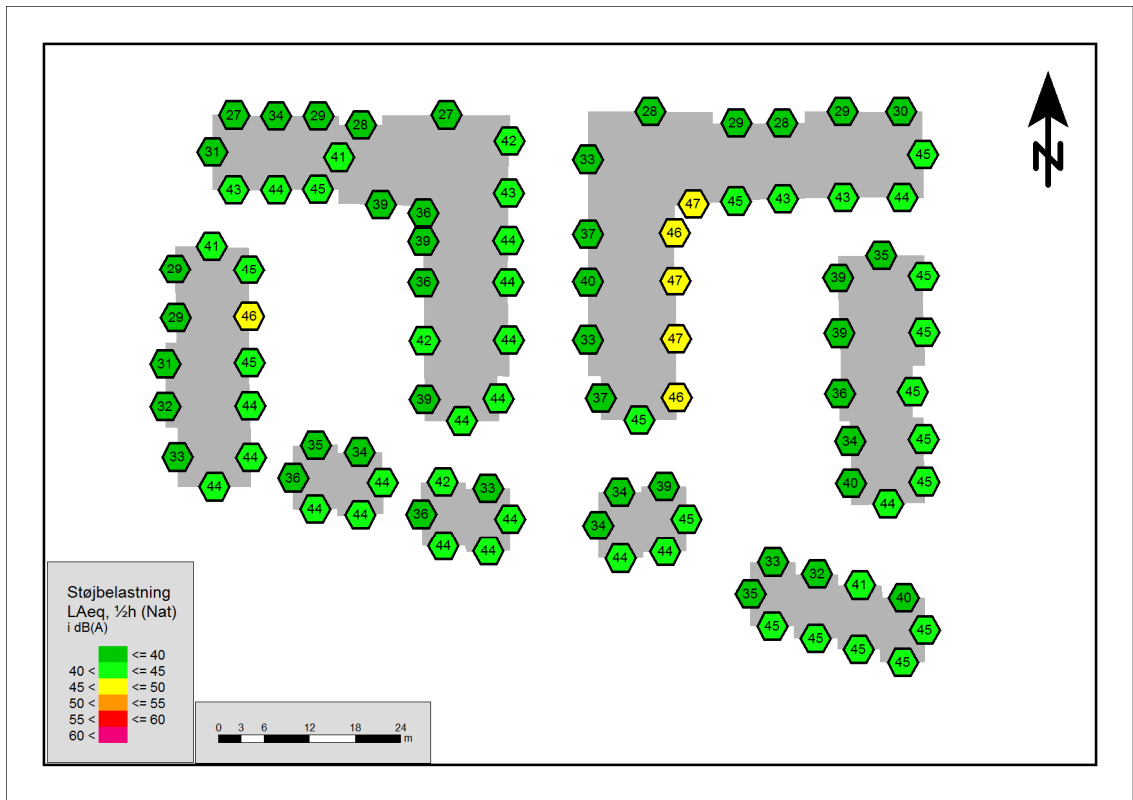 27 34 29 28 27 28 29 28 29 30
31 41 42 33 45
43 44 45 39 36 43 47 45 43 43 44
41 39 44 37 46 35
29 45 36 44 40 47 39 45
29 46 42 44 33 47 39 45
31 45 36 45
32 44 39 44 37 46
33 44 44 45 34 45
44 35 34 40 45
36 44 42 33 34 39 44
44 44 36 44 34 45
44 44 44 44
33 32 41 40
35 45
45 45 45 45
N
Støjbelastning
LAeq, ½h (Nat)
i dB(A)
<= 40
40 < <= 45
45 < <= 50
50 < <= 55
55 < <= 60
60 <
0 3 6 12 18 24
m